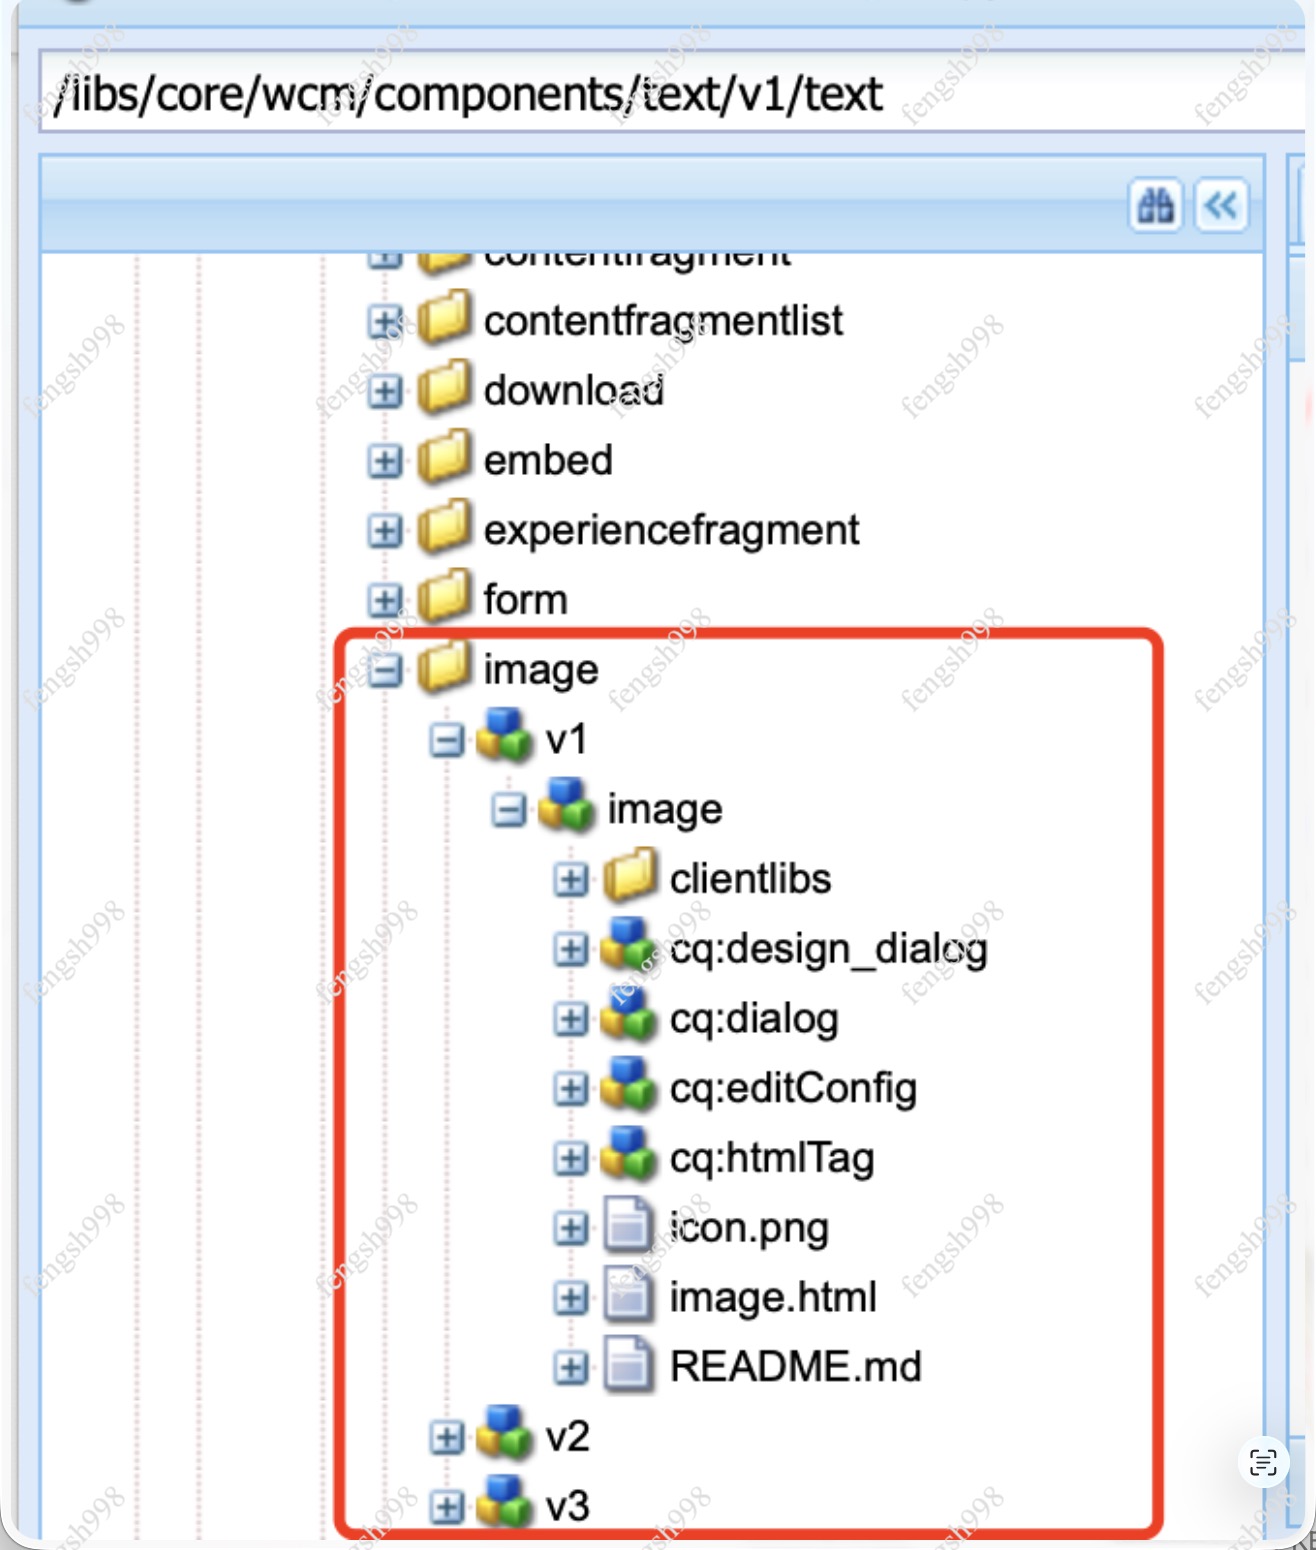 /libs/core/wcm/components/text/v1/text
contentfragment
contentfragmentlist
download
embed
experiencefragment
form
image
v1
image
clientlibs
cq:design_dialog
cq:dialog
cq:editConfig
cq:htmlTag
icon.png
image.html
README.md
v2
v3
fengsh998